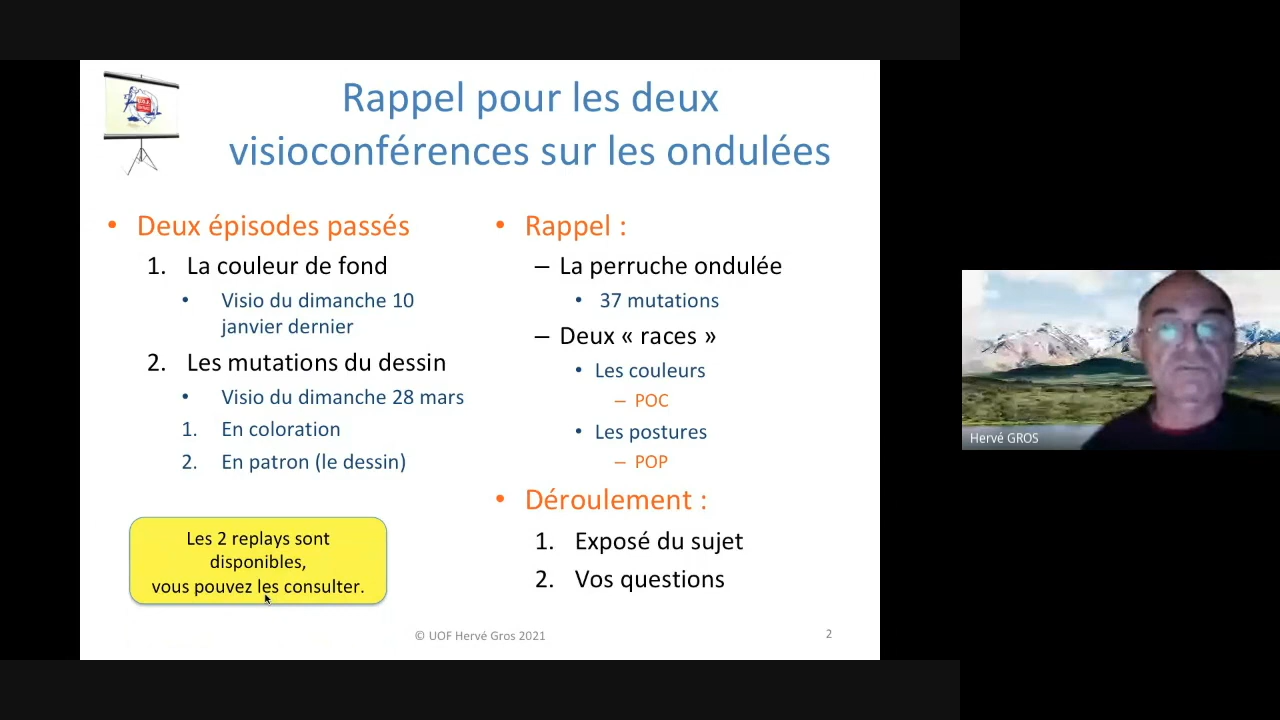 Rappel pour les deux
visioconférences sur les ondulées
• Deux épisodes passés
1. La couleur de fond
• Visio du dimanche 10
janvier dernier
2. Les mutations du dessin
• Visio du dimanche 28 mars
1. En coloration
2. En patron (le dessin)
Les 2 replays sont
disponibles,
vous pouvez les consulter.
• Rappel :
– La perruche ondulée
• 37 mutations
– Deux « races »
• Les couleurs
– POC
• Les postures
– POP
• Déroulement :
1. Exposé du sujet
2. Vos questions
© UOF Hervé Gros 2021
2
Hervé GROS